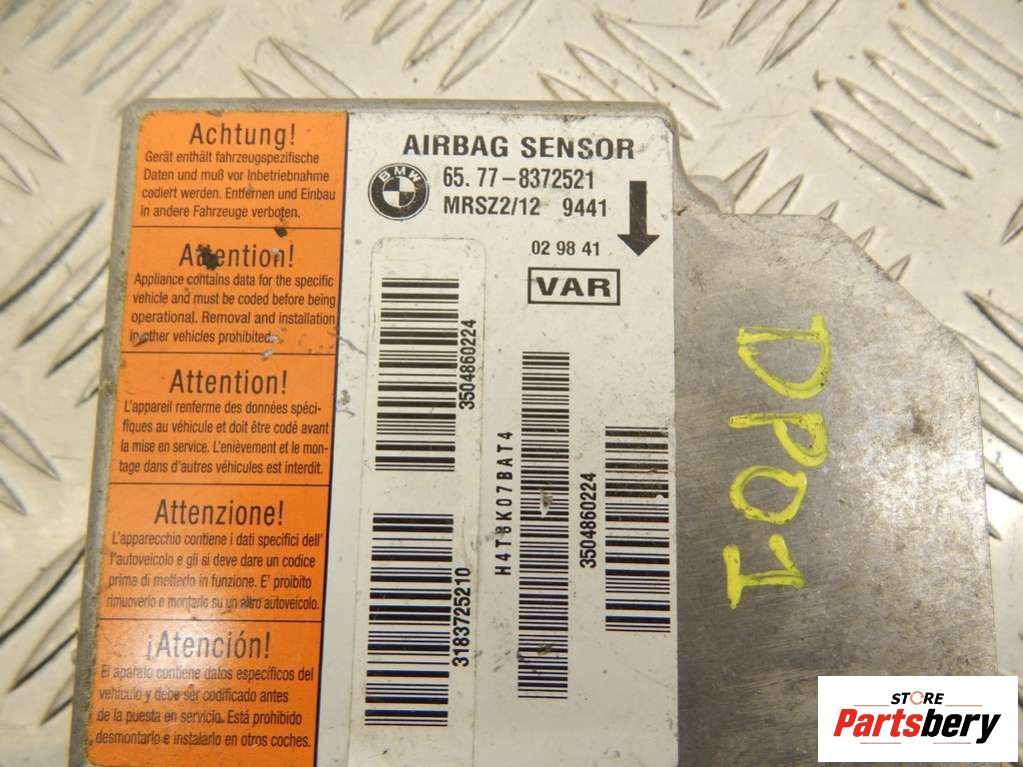 Achtung!
Gerät enthält fahrzeugspezifische
Daten und muß vor Inbetriebnahme
codiert werden. Entfernen und Einbau
in andere Fahrzeuge verboten.
Attention!
Appliance contains data for the specific
vehicle and must be coded before being
operational. Removal and installation
in other vehicles prohibited.
Attention!
L'appareil renferme des données spéci-
fiques au véhicule et doit être codé avant
la mise en service. L'enièvement et le mon-
tage dans d'autres véhicules est interdit.
Attenzione!
L'apparecchio contiene i dati specifici dell'
l'autoveicolo e gli si deve dare un codice
prima di metterlo in funzione. E' proibito
rimuoverlo e montarlo su un altro autoveicolo.
¡Atención!
El aparato contiene datos específicos del
vehículo y debe ser codificado antes
de la puesta en servicio. Está prohibido
desmontarlo e instalarlo en otros coches.
AIRBAG SENSOR
BMW
65.77-8372521
MRSZ2/12 9441
02 98 41
VAR
3504860224
3183725210
H4T8K07BAT4
3504860224
DP01
STORE
Partsbery